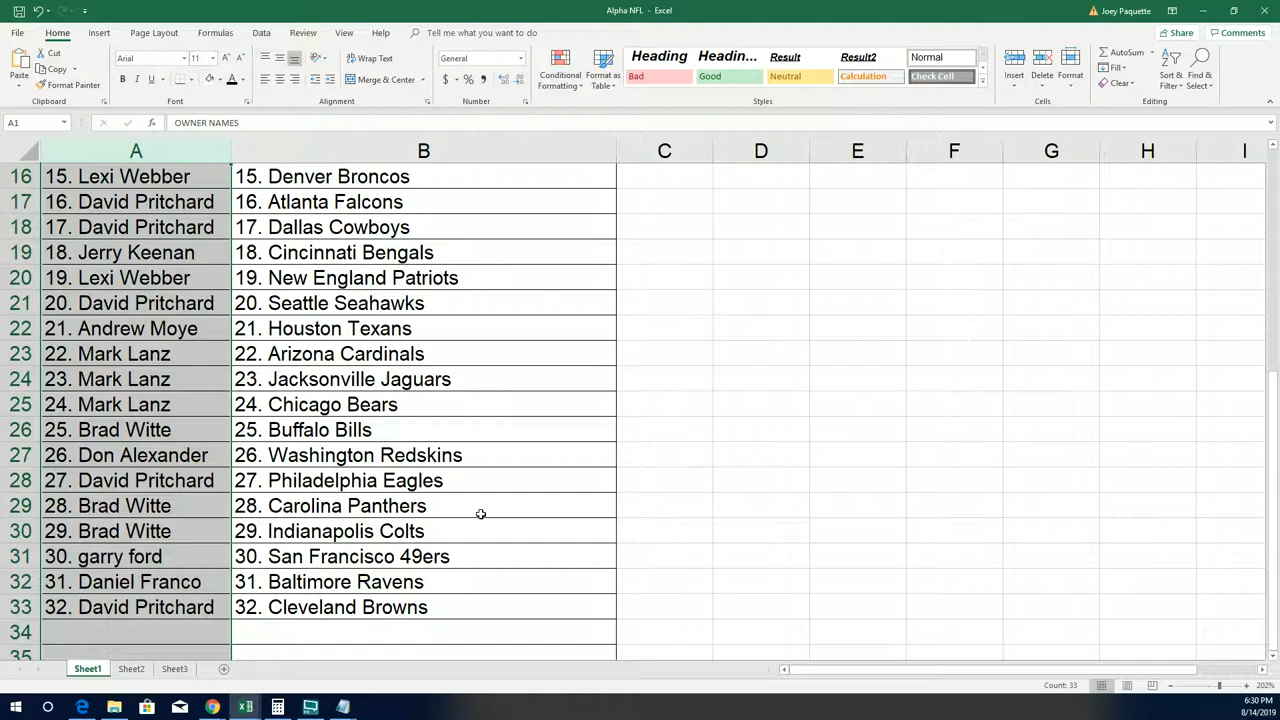 Alpha NFL - Excel
Joey Paquette
File Home Insert Page Layout Formulas Data Review View Help Tell me what you want to do
Share Comments
Paste Cut Copy Format Painter Clipboard
Arial 11 B I U A Font
Wrap Text Merge & Center Alignment
General $ % , Number
Conditional Formatting Format as Table
Heading Headin... Result Result2 Normal
Bad Good Neutral Calculation Check Cell
Styles
Insert Delete Format Cells
AutoSum Fill Clear Sort & Filter Find & Select Editing
A1 fx OWNER NAMES
A B C D E F G H I
16 15. Lexi Webber 15. Denver Broncos
17 16. David Pritchard 16. Atlanta Falcons
18 17. David Pritchard 17. Dallas Cowboys
19 18. Jerry Keenan 18. Cincinnati Bengals
20 19. Lexi Webber 19. New England Patriots
21 20. David Pritchard 20. Seattle Seahawks
22 21. Andrew Moye 21. Houston Texans
23 22. Mark Lanz 22. Arizona Cardinals
24 23. Mark Lanz 23. Jacksonville Jaguars
25 24. Mark Lanz 24. Chicago Bears
26 25. Brad Witte 25. Buffalo Bills
27 26. Don Alexander 26. Washington Redskins
28 27. David Pritchard 27. Philadelphia Eagles
29 28. Brad Witte 28. Carolina Panthers
30 29. Brad Witte 29. Indianapolis Colts
31 30. garry ford 30. San Francisco 49ers
32 31. Daniel Franco 31. Baltimore Ravens
33 32. David Pritchard 32. Cleveland Browns
34
35
Sheet1 Sheet2 Sheet3
Count: 33 202%
6:30 PM
8/14/2019